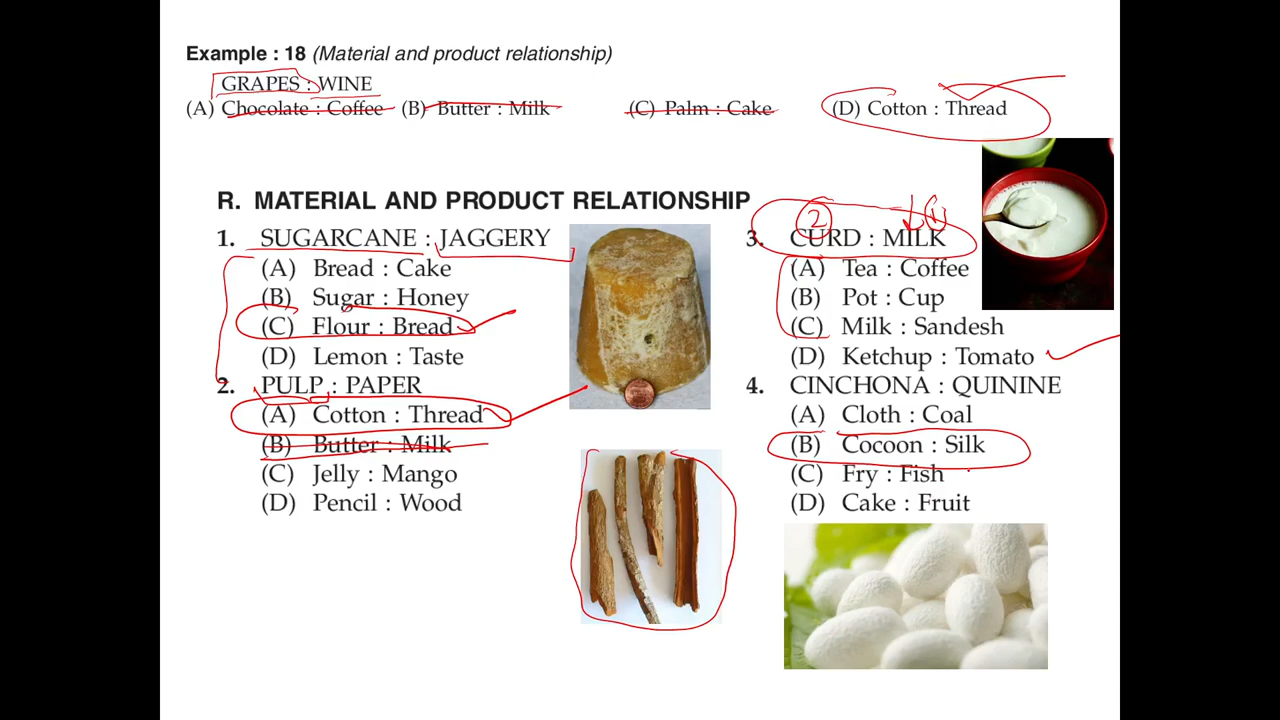 Example : 18 (Material and product relationship)
GRAPES : WINE
(A) Chocolate : Coffee (B) Butter : Milk (C) Palm : Cake (D) Cotton : Thread
R. MATERIAL AND PRODUCT RELATIONSHIP
1. SUGARCANE : JAGGERY
(A) Bread : Cake
(B) Sugar : Honey
(C) Flour : Bread
(D) Lemon : Taste
2. PULP : PAPER
(A) Cotton : Thread
(B) Butter : Milk
(C) Jelly : Mango
(D) Pencil : Wood
2 1
3. CURD : MILK
(A) Tea : Coffee
(B) Pot : Cup
(C) Milk : Sandesh
(D) Ketchup : Tomato
4. CINCHONA : QUININE
(A) Cloth : Coal
(B) Cocoon : Silk
(C) Fry : Fish
(D) Cake : Fruit